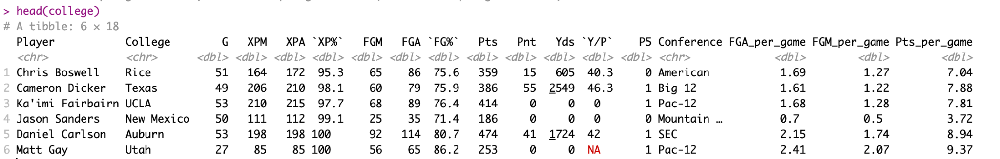 > head(college)
# A tibble: 6 × 18
Player College G XPM XPA `XP%` FGM FGA `FG%` Pts Pnt Yds `Y/P` P5 Conference FGA_per_game FGM_per_game Pts_per_game
<chr> <chr> <dbl> <dbl> <dbl> <dbl> <dbl> <dbl> <dbl> <dbl> <dbl> <dbl> <dbl> <dbl> <chr> <dbl> <dbl> <dbl>
1 Chris Boswell Rice 51 164 172 95.3 65 86 75.6 359 15 605 40.3 0 American 1.69 1.27 7.04
2 Cameron Dicker Texas 49 206 210 98.1 60 79 75.9 386 55 2549 46.3 1 Big 12 1.61 1.22 7.88
3 Ka'imi Fairbairn UCLA 53 210 215 97.7 68 89 76.4 414 0 0 0 1 Pac-12 1.68 1.28 7.81
4 Jason Sanders New Mexico 50 111 112 99.1 25 35 71.4 186 0 0 0 0 Mountain … 0.7 0.5 3.72
5 Daniel Carlson Auburn 53 198 198 100 92 114 80.7 474 41 1724 42 1 SEC 2.15 1.74 8.94
6 Matt Gay Utah 27 85 85 100 56 65 86.2 253 0 0 NA 1 Pac-12 2.41 2.07 9.37